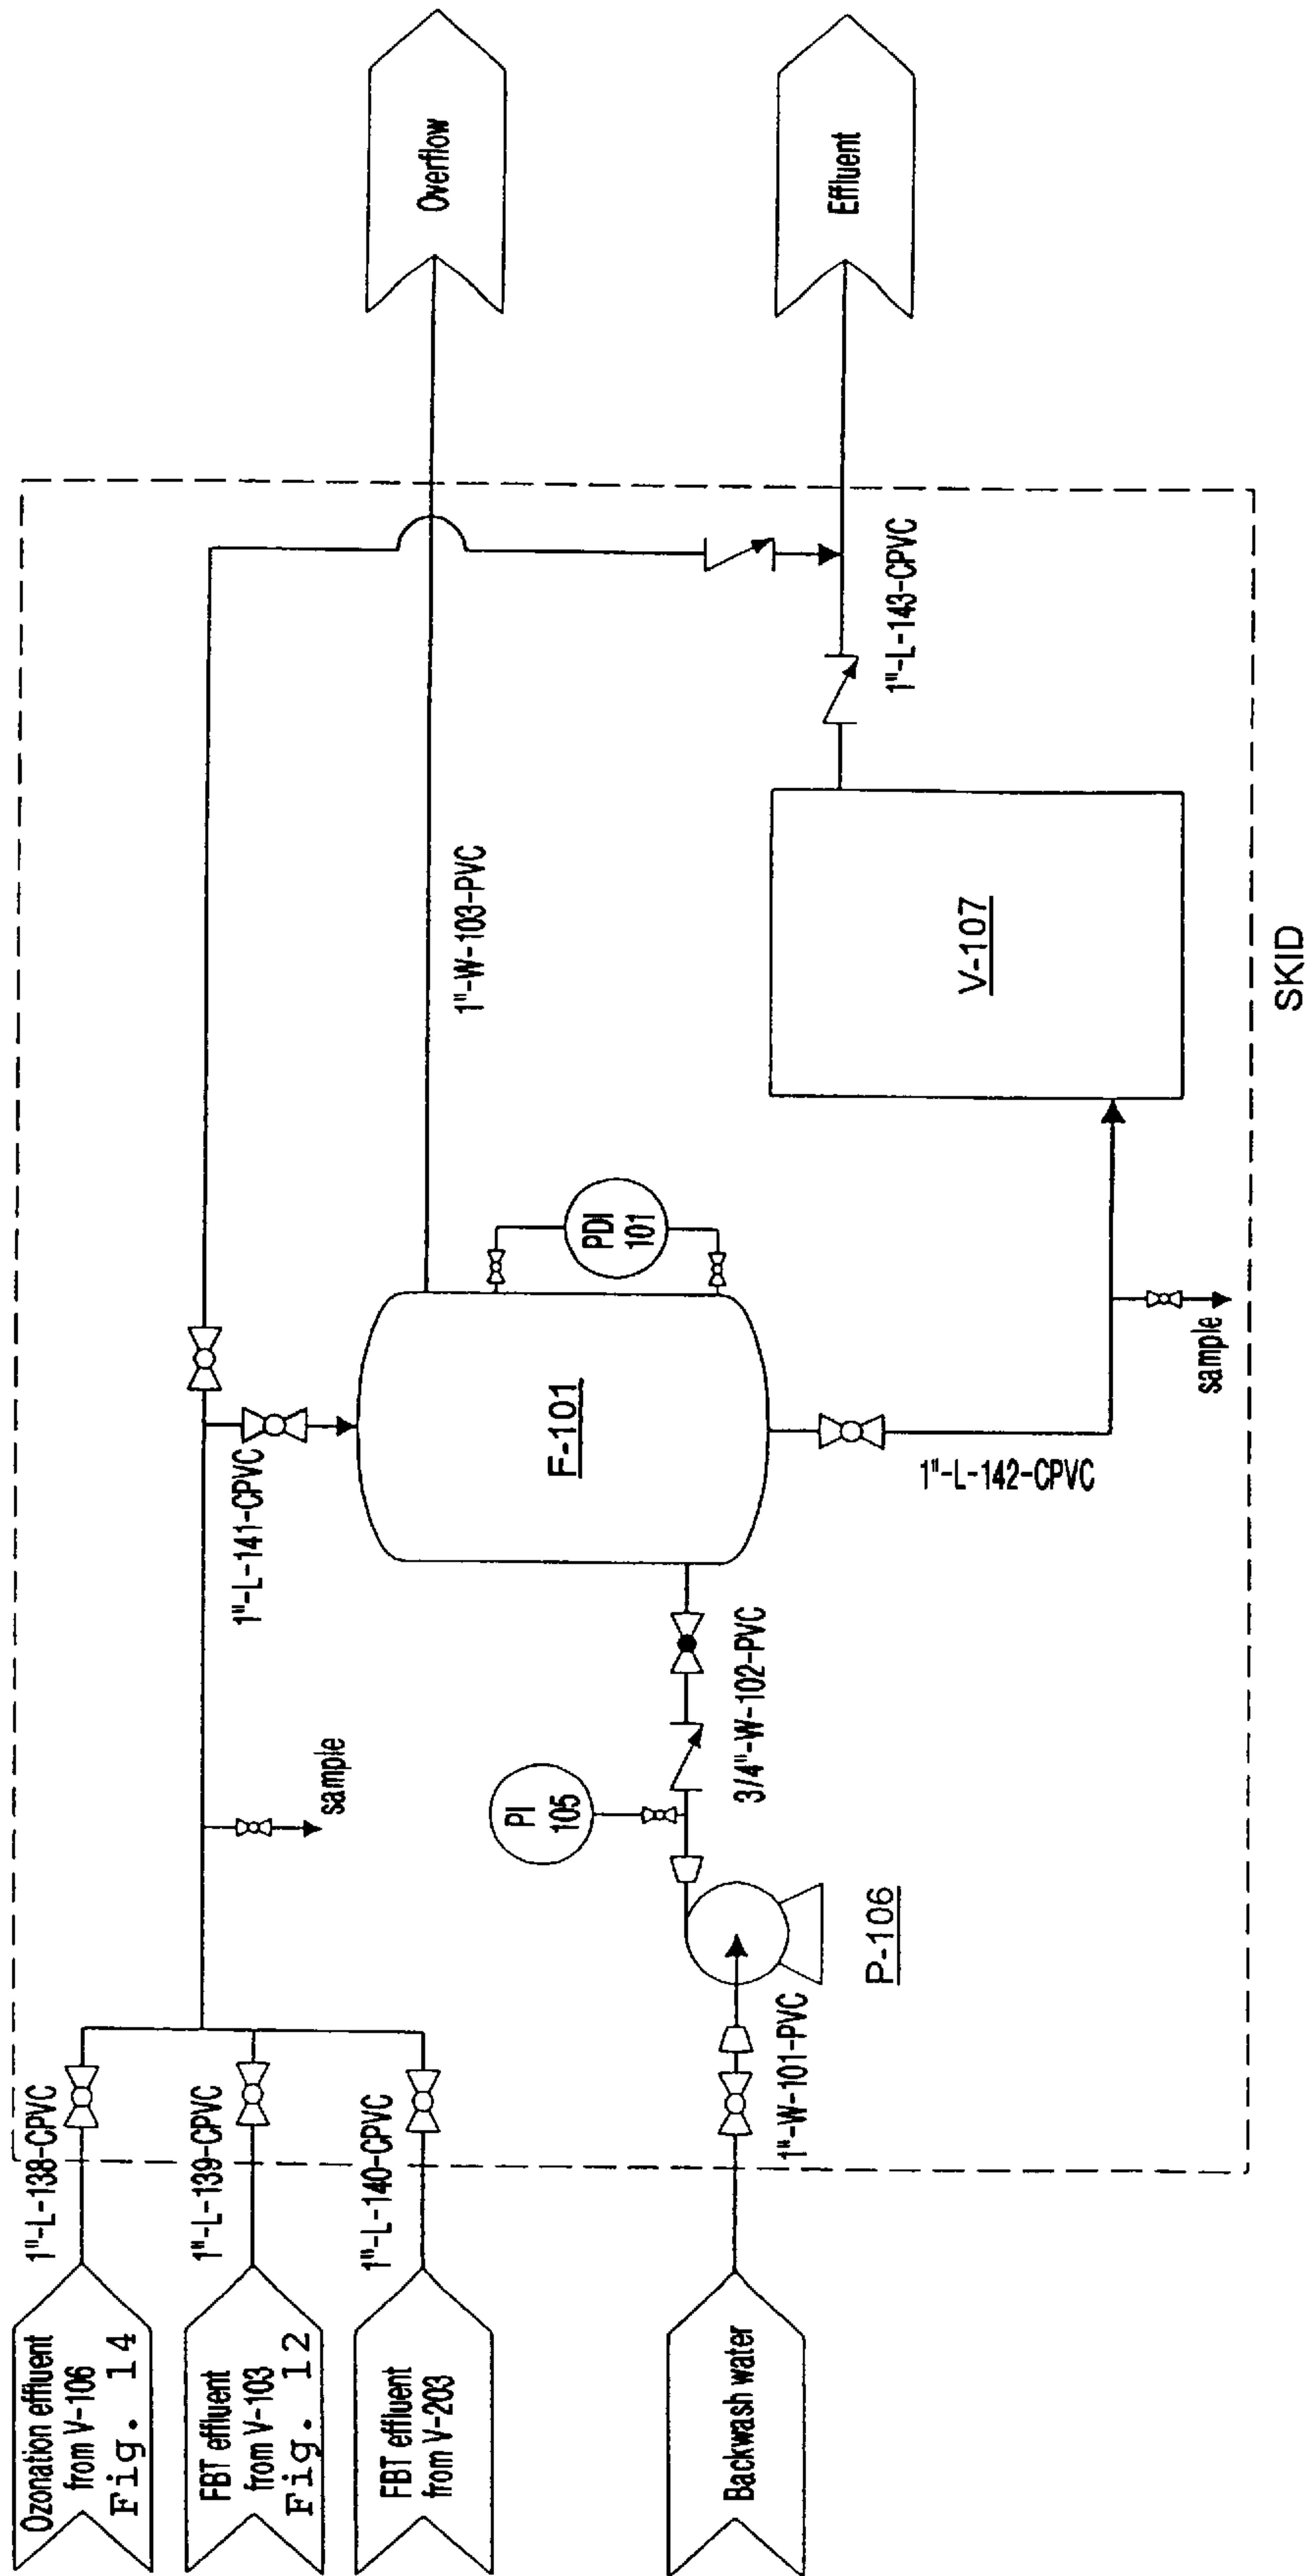 Ozonation effluent
from V-106
Fig. 14
FBT effluent
from V-103
Fig. 12
FBT effluent
from V-203
Backwash water
1"-L-138-CPVC
1"-L-139-CPVC
1"-L-140-CPVC
1"-W-101-PVC
P-106
sample
PI
105
3/4"-W-102-PVC
1"-L-141-CPVC
F-101
PDI
101
1"-L-142-CPVC
sample
1"-W-103-PVC
V-107
1"-L-143-CPVC
Overflow
Effluent
SKID